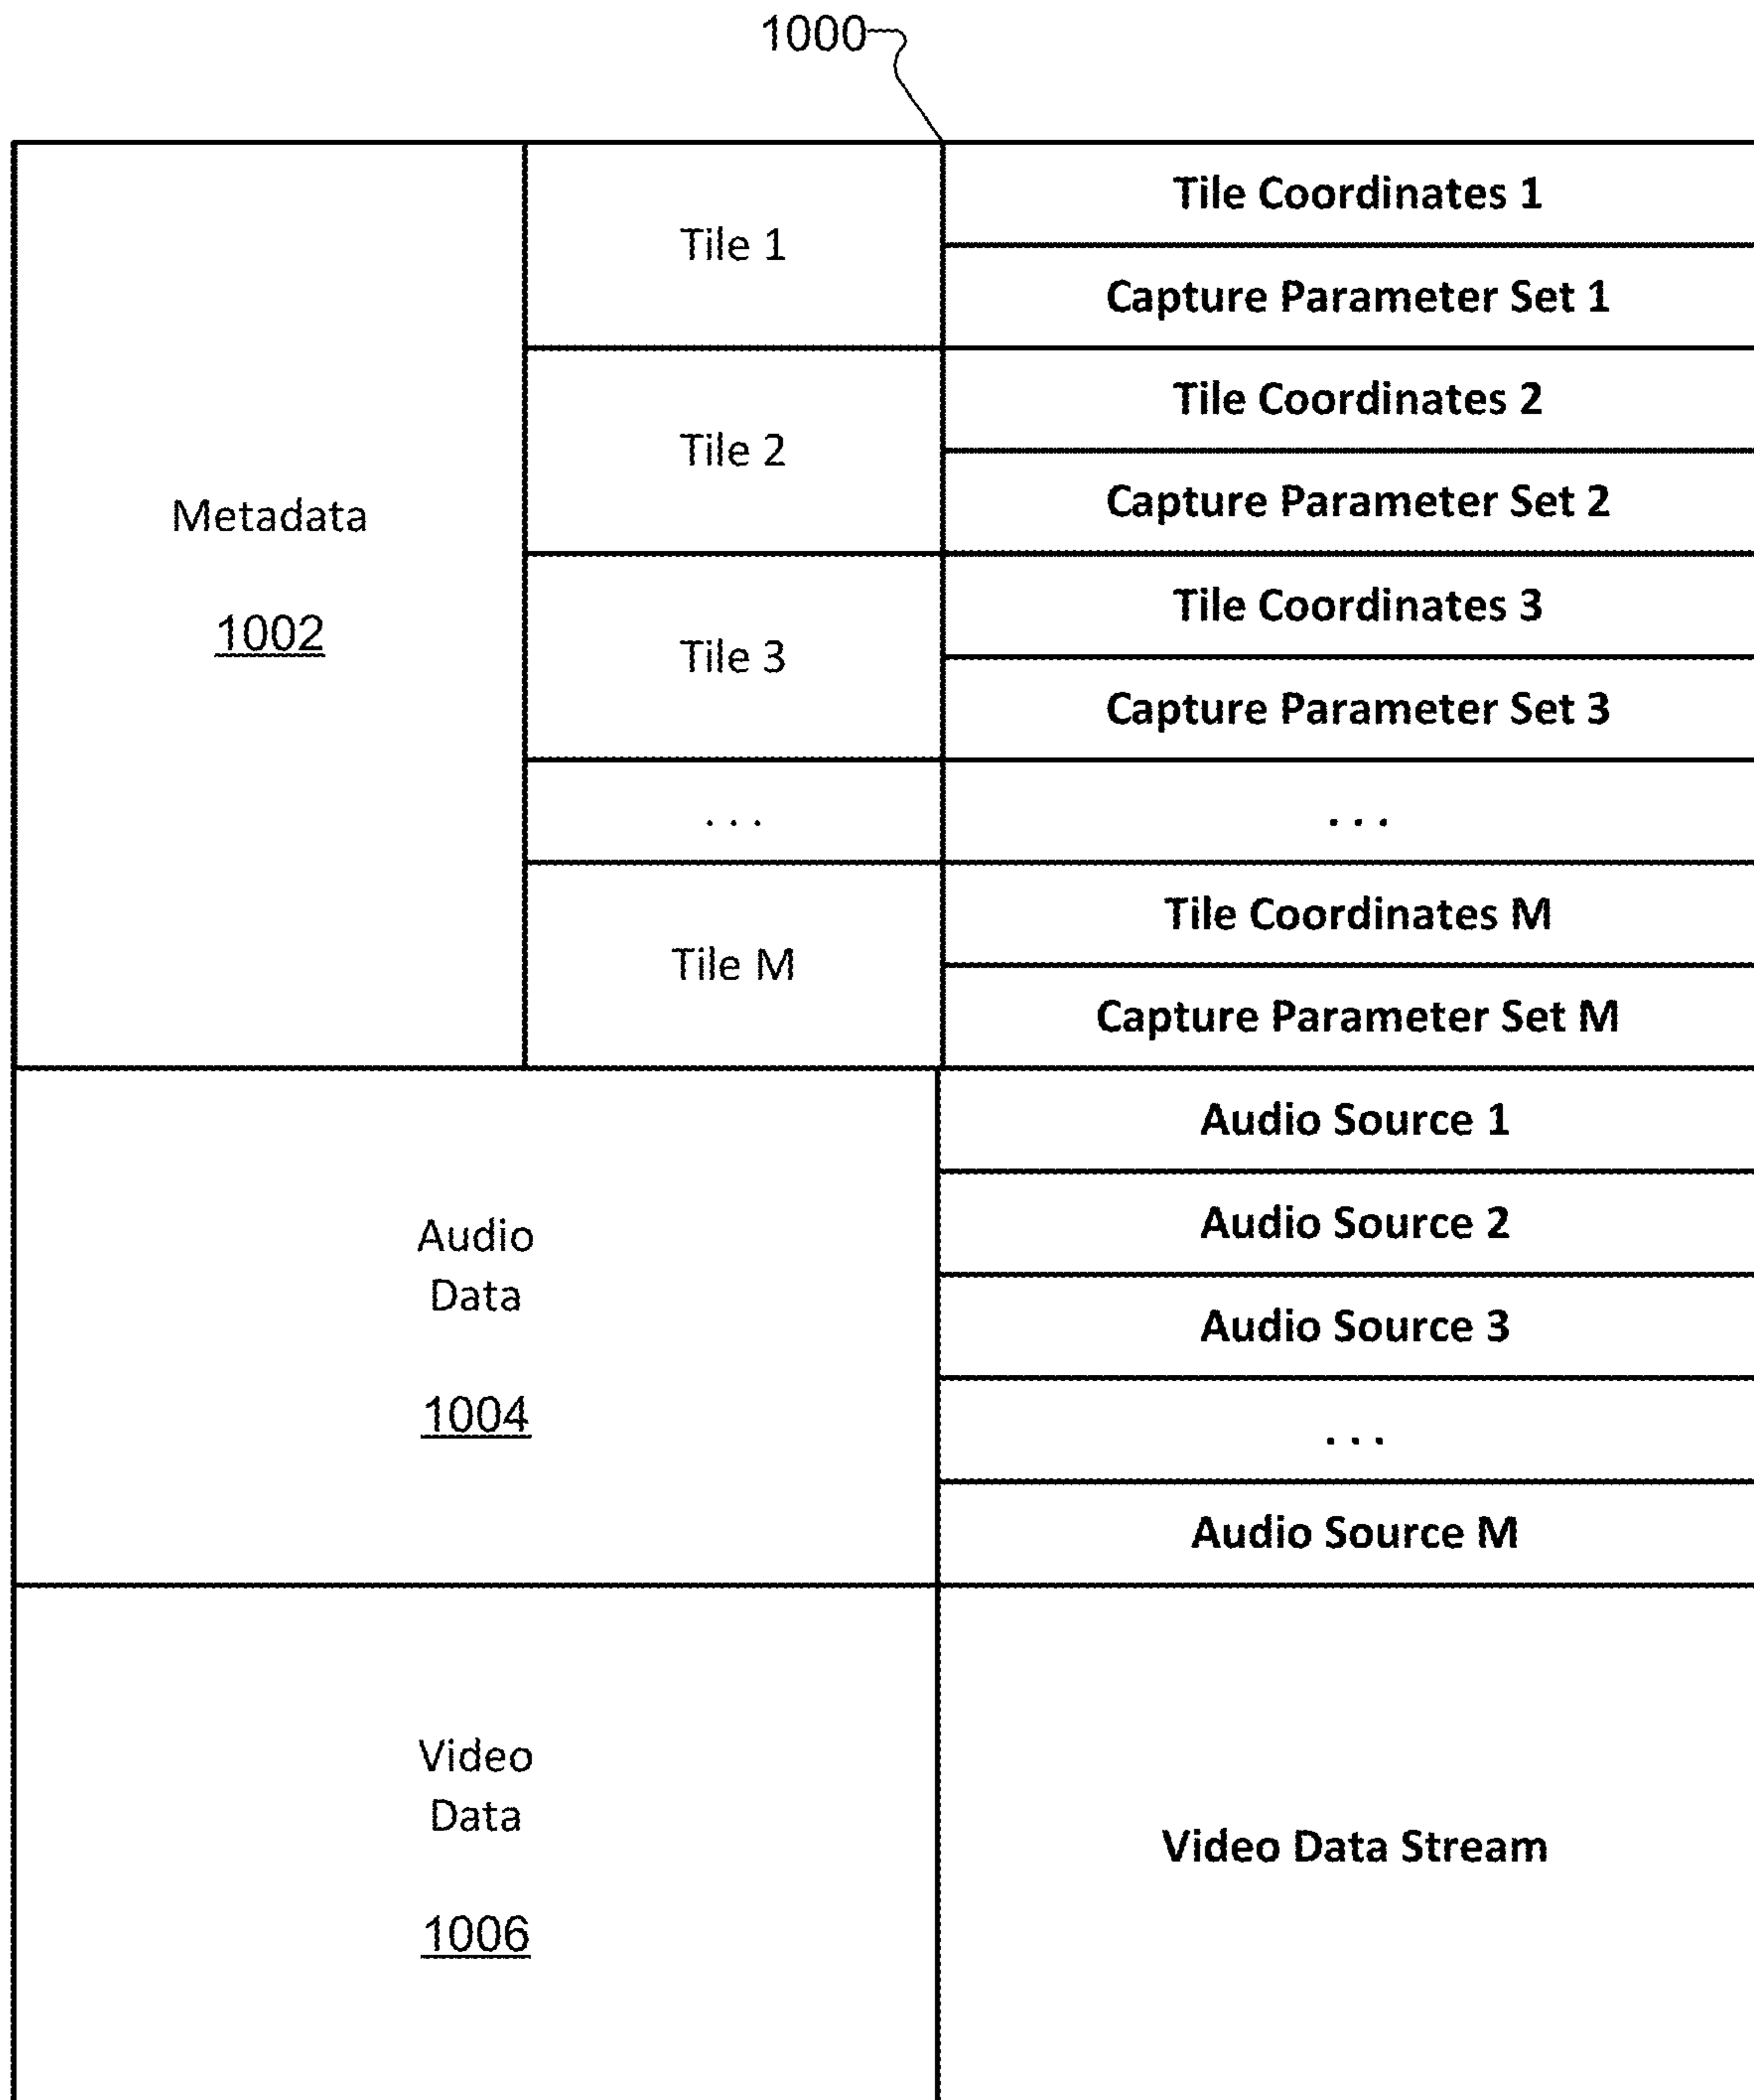 1000
Metadata
1002
Tile 1
Tile Coordinates 1
Capture Parameter Set 1
Tile 2
Tile Coordinates 2
Capture Parameter Set 2
Tile 3
Tile Coordinates 3
Capture Parameter Set 3
. . .
. . .
Tile M
Tile Coordinates M
Capture Parameter Set M
Audio
Data
1004
Audio Source 1
Audio Source 2
Audio Source 3
. . .
Audio Source M
Video
Data
1006
Video Data Stream